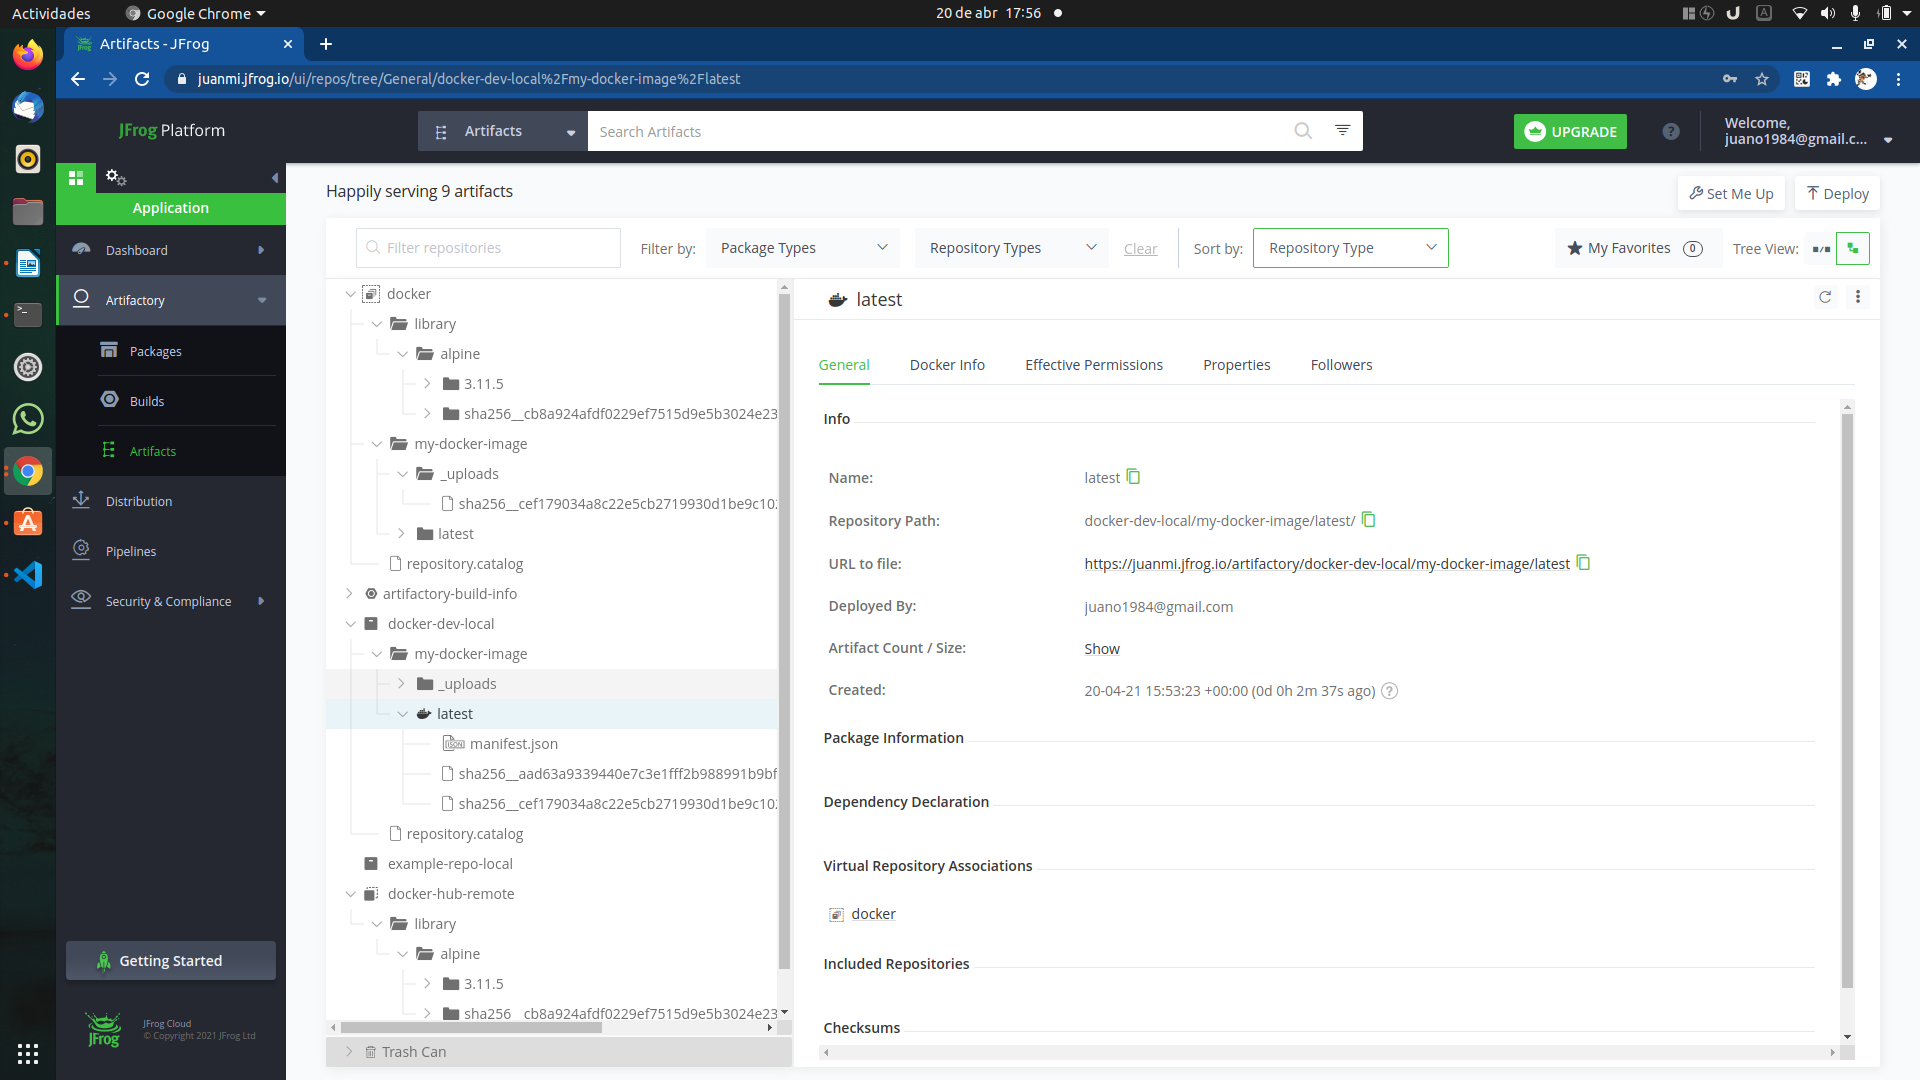 Actividades
Google Chrome
20 de abr 17:56
Artifacts - JFrog
juanmi.jfrog.io/ui/repos/tree/General/docker-dev-local%2Fmy-docker-image%2Flatest
JFrog Platform
Artifacts
Search Artifacts
UPGRADE
Welcome,
juano1984@gmail.c...
Application
Dashboard
Artifactory
Packages
Builds
Artifacts
Distribution
Pipelines
Security & Compliance
Getting Started
JFrog
JFrog Cloud
© Copyright 2021 JFrog Ltd
Happily serving 9 artifacts
Set Me Up
Deploy
Filter repositories
Filter by:
Package Types
Repository Types
Clear
Sort by:
Repository Type
My Favorites
0
Tree View:
docker
library
alpine
3.11.5
sha256__cb8a924afdf0229ef7515d9e5b3024e23
my-docker-image
_uploads
sha256__cef179034a8c22e5cb2719930d1be9c10
latest
repository.catalog
artifactory-build-info
docker-dev-local
my-docker-image
_uploads
latest
manifest.json
sha256__aad63a9339440e7c3e1fff2b988991b9bf
sha256__cef179034a8c22e5cb2719930d1be9c10
repository.catalog
example-repo-local
docker-hub-remote
library
alpine
3.11.5
sha256__cb8a924afdf0229ef7515d9e5b3024e23
Trash Can
latest
General
Docker Info
Effective Permissions
Properties
Followers
Info
Name:
latest
Repository Path:
docker-dev-local/my-docker-image/latest/
URL to file:
https://juanmi.jfrog.io/artifactory/docker-dev-local/my-docker-image/latest
Deployed By:
juano1984@gmail.com
Artifact Count / Size:
Show
Created:
20-04-21 15:53:23 +00:00 (0d 0h 2m 37s ago)
Package Information
Dependency Declaration
Virtual Repository Associations
docker
Included Repositories
Checksums